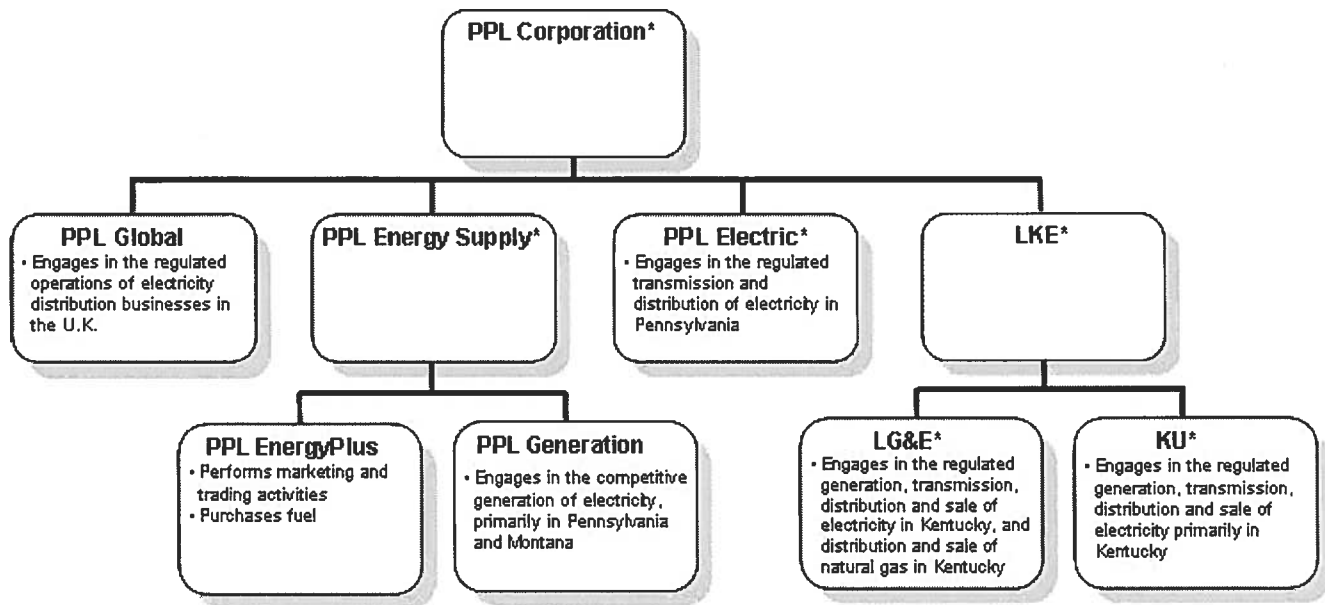 PPL Corporation*
PPL Global
• Engages in the regulated
operations of electricity
distribution businesses in
the U.K.
PPL Energy Supply*
PPL Electric*
• Engages in the regulated
transmission and
distribution of electricity in
Pennsylvania
LKE*
PPL EnergyPlus
• Performs marketing and
trading activities
• Purchases fuel
PPL Generation
• Engages in the competitive
generation of electricity,
primarily in Pennsylvania
and Montana
LG&E*
• Engages in the regulated
generation, transmission,
distribution and sale of
electricity in Kentucky, and
distribution and sale of
natural gas in Kentucky
KU*
• Engages in the regulated
generation, transmission,
distribution and sale of
electricity primarily in
Kentucky